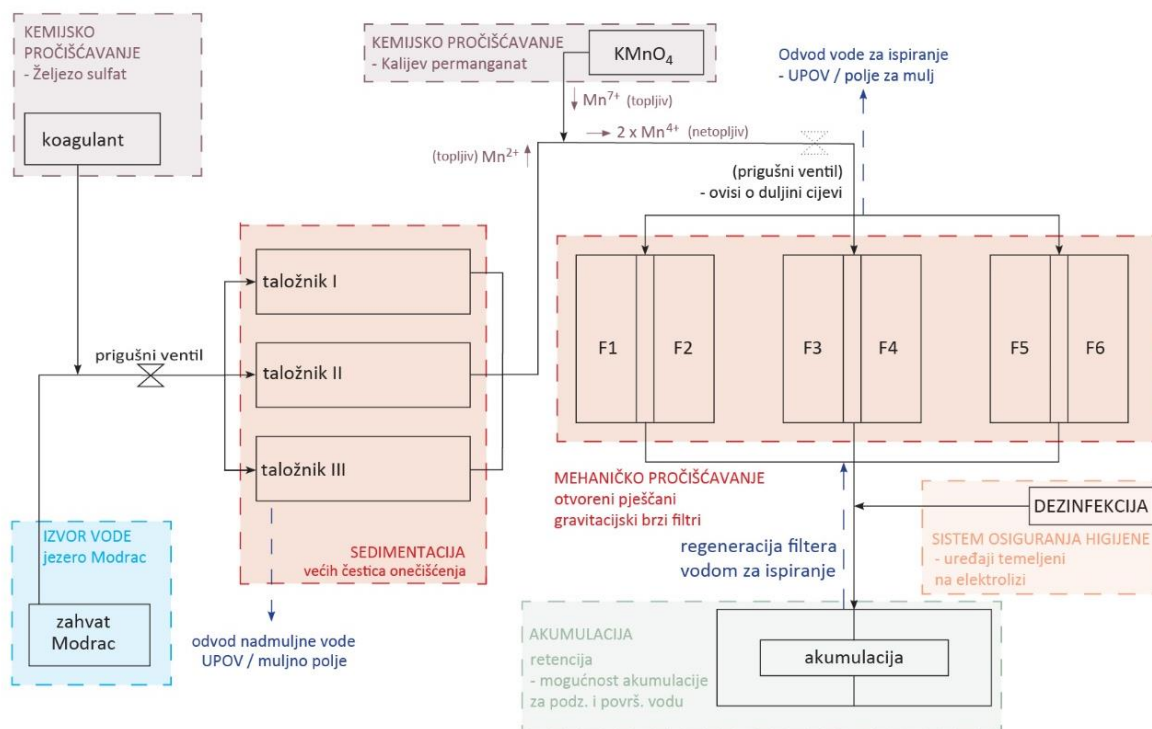 KEMIJSKO
PROČIŠĆAVANJE
- Željezo sulfat
koagulant
KEMIJSKO PROČIŠĆAVANJE
- Kalijev permanganat
KMnO₄
Mn⁷⁺ (topljiv)
2 x Mn⁴⁺ (netopljiv)
(topljiv) Mn²⁺
Odvod vode za ispiranje
- UPOV / polje za mulj
(prigušni ventil)
- ovisi o duljini cijevi
prigušni ventil
taložnik I
taložnik II
taložnik III
SEDIMENTACIJA
većih čestica onečišćenja
F1
F2
F3
F4
F5
F6
MEHANIČKO PROČIŠĆAVANJE
otvoreni pješčani
gravitacijski brzi filtri
DEZINFEKCIJA
SISTEM OSIGURANJA HIGIJENE
- uređaji temeljeni
na elektrolizi
regeneracija filtera
vodom za ispiranje
IZVOR VODE
jezero Modrac
zahvat
Modrac
odvod nadmuljne vode
UPOV / muljno polje
AKUMULACIJA
retencija
- mogućnost akumulacije
za podz. i površ. vodu
akumulacija